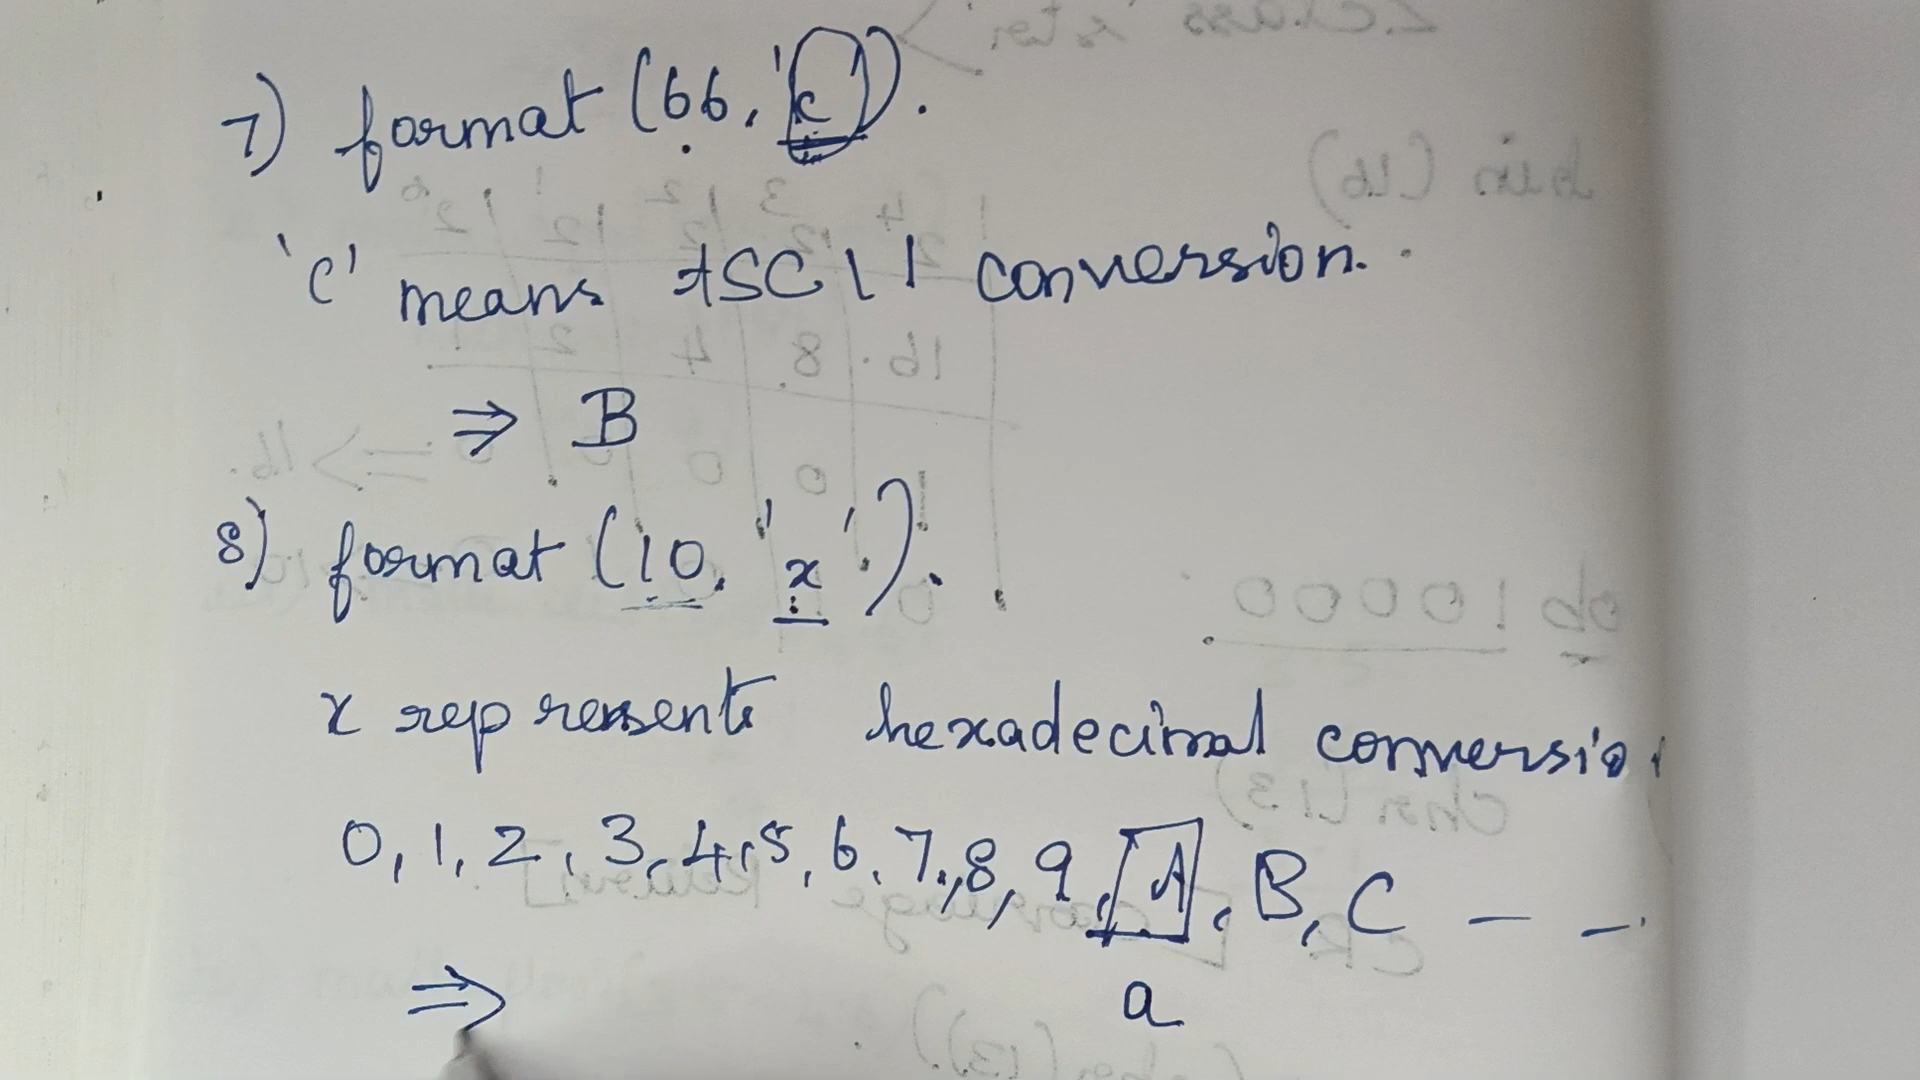 7) format (66, 'c').
'c' means ASCII conversion.
⇒ B
8) format (10, 'x').
x represents hexadecimal conversion
0, 1, 2, 3, 4, 5, 6, 7, 8, 9, A, B, C — —
⇒ a